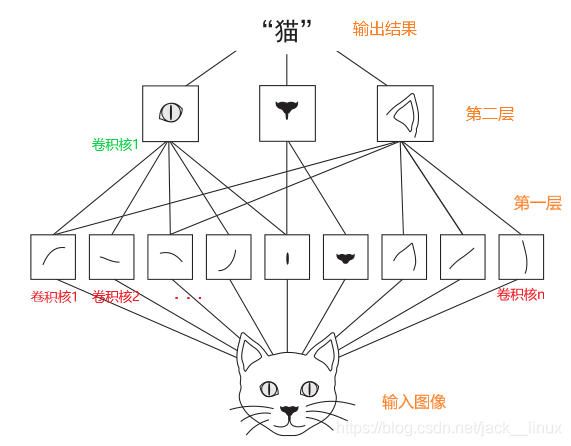 “猫”
输出结果
第二层
卷积核1
第一层
卷积核1
卷积核2
. . .
卷积核n
输入图像
https://blog.csdn.net/jack__linux